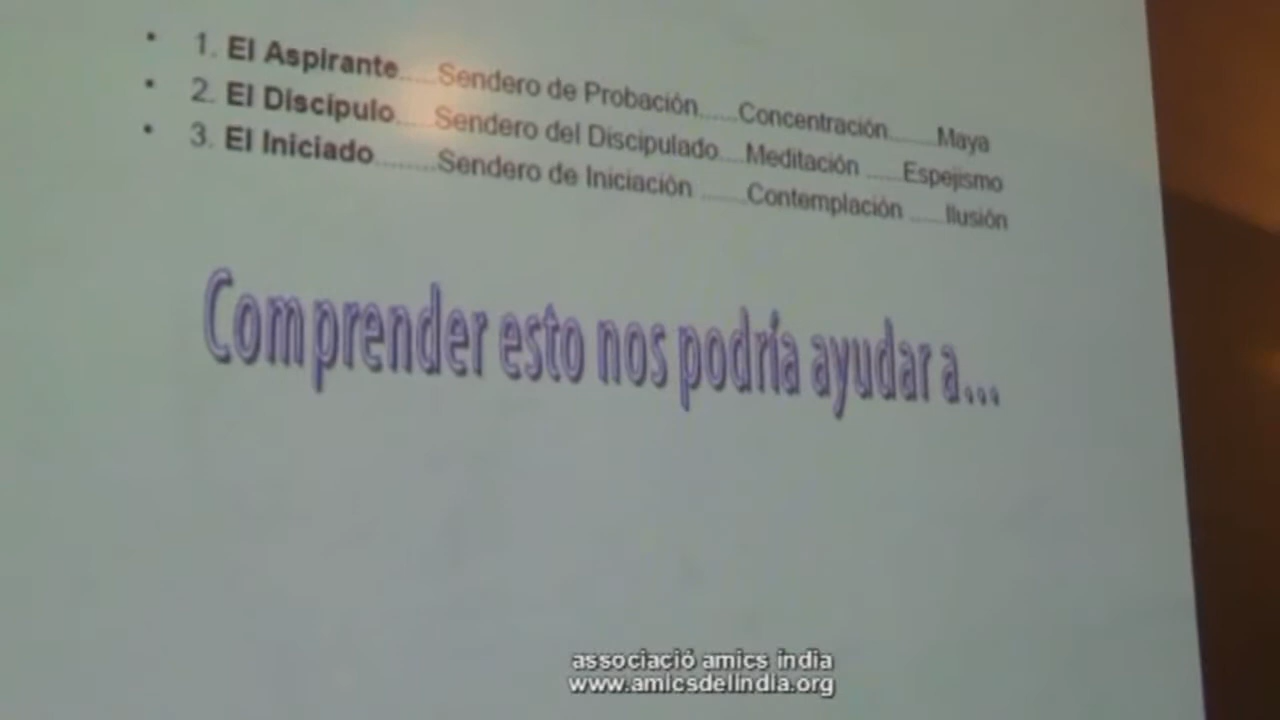 • 1. El Aspirante.....Sendero de Probación......Concentración........Maya
• 2. El Discípulo.....Sendero del Discipulado....Meditación ......Espejismo
• 3. El Iniciado..........Sendero de Iniciación .......Contemplación ......Ilusión
Comprender esto nos podría ayudar a...
associació amics índia
www.amicsdelindia.org